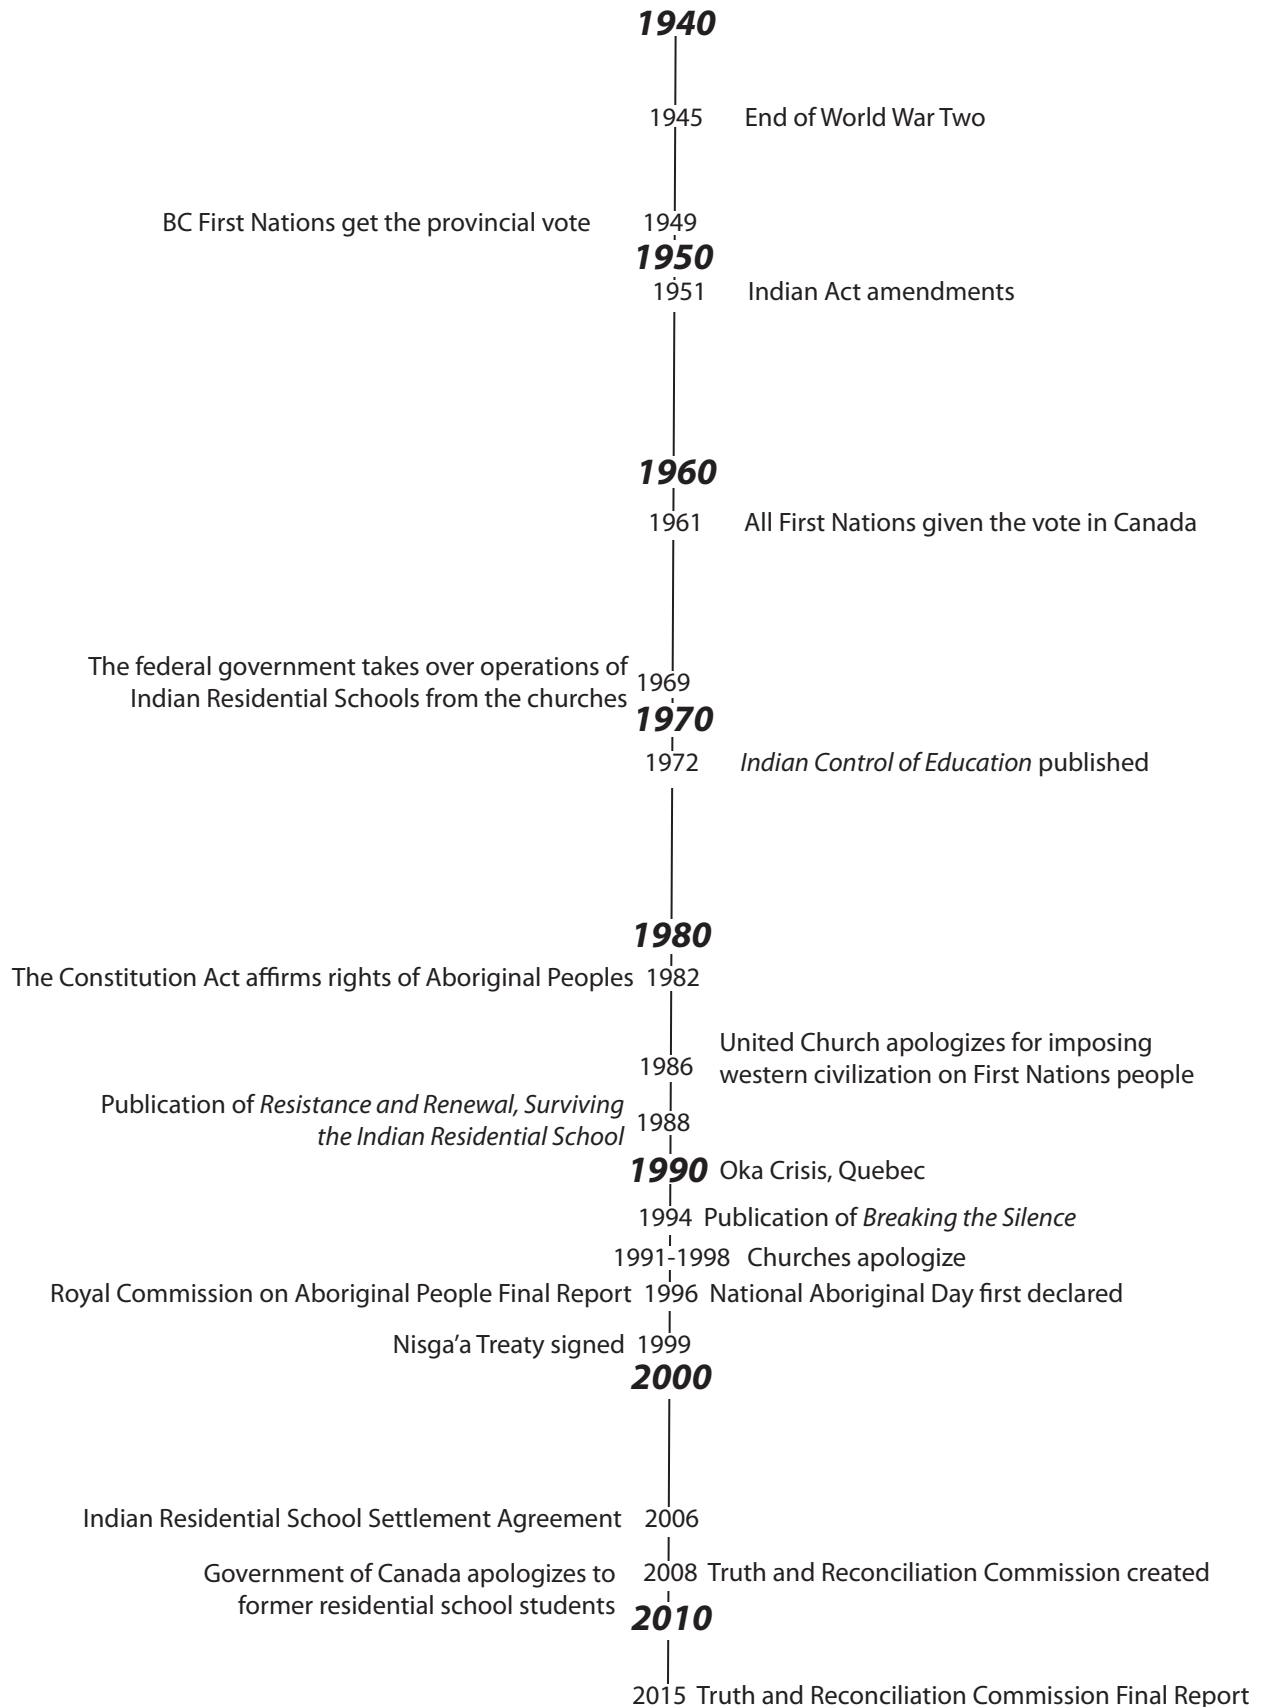 1940
1945 End of World War Two
BC First Nations get the provincial vote 1949
1950
1951 Indian Act amendments
1960
1961 All First Nations given the vote in Canada
The federal government takes over operations of
Indian Residential Schools from the churches
1969
1970
1972 Indian Control of Education published
1980
The Constitution Act affirms rights of Aboriginal Peoples 1982
1986
United Church apologizes for imposing
western civilization on First Nations people
Publication of Resistance and Renewal, Surviving
the Indian Residential School
1988
1990 Oka Crisis, Quebec
1994 Publication of Breaking the Silence
1991-1998 Churches apologize
Royal Commission on Aboriginal People Final Report 1996 National Aboriginal Day first declared
Nisga’a Treaty signed 1999
2000
Indian Residential School Settlement Agreement 2006
Government of Canada apologizes to
former residential school students
2008 Truth and Reconciliation Commission created
2010
2015 Truth and Reconciliation Commission Final Report